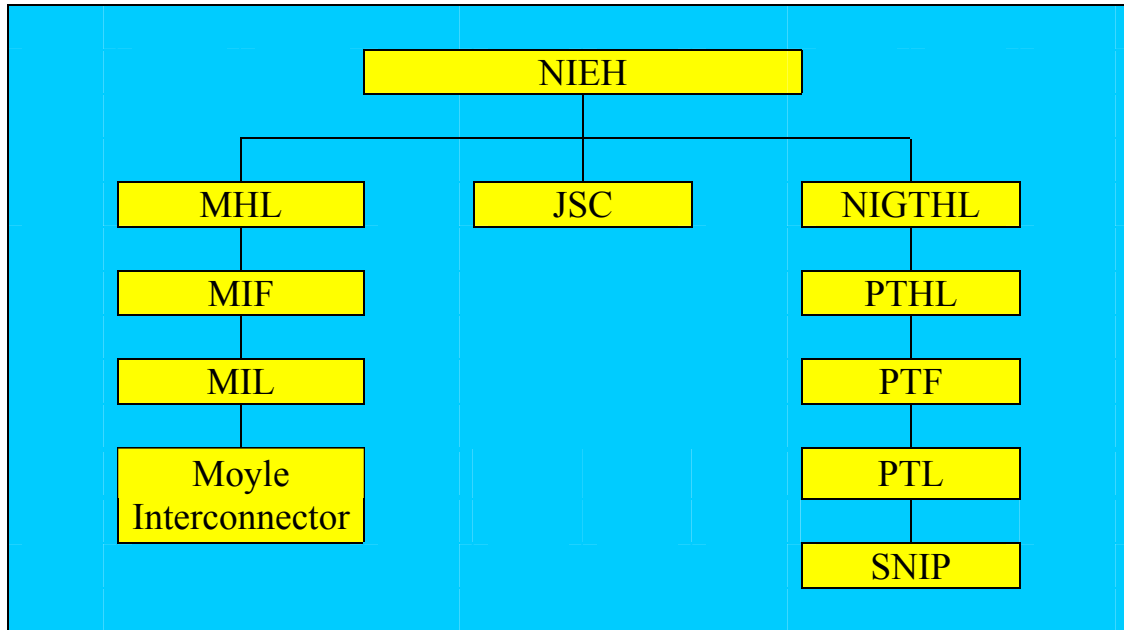 NIEH
MHL
JSC
NIGTHL
MIF
PTHL
MIL
PTF
Moyle
Interconnector
PTL
SNIP